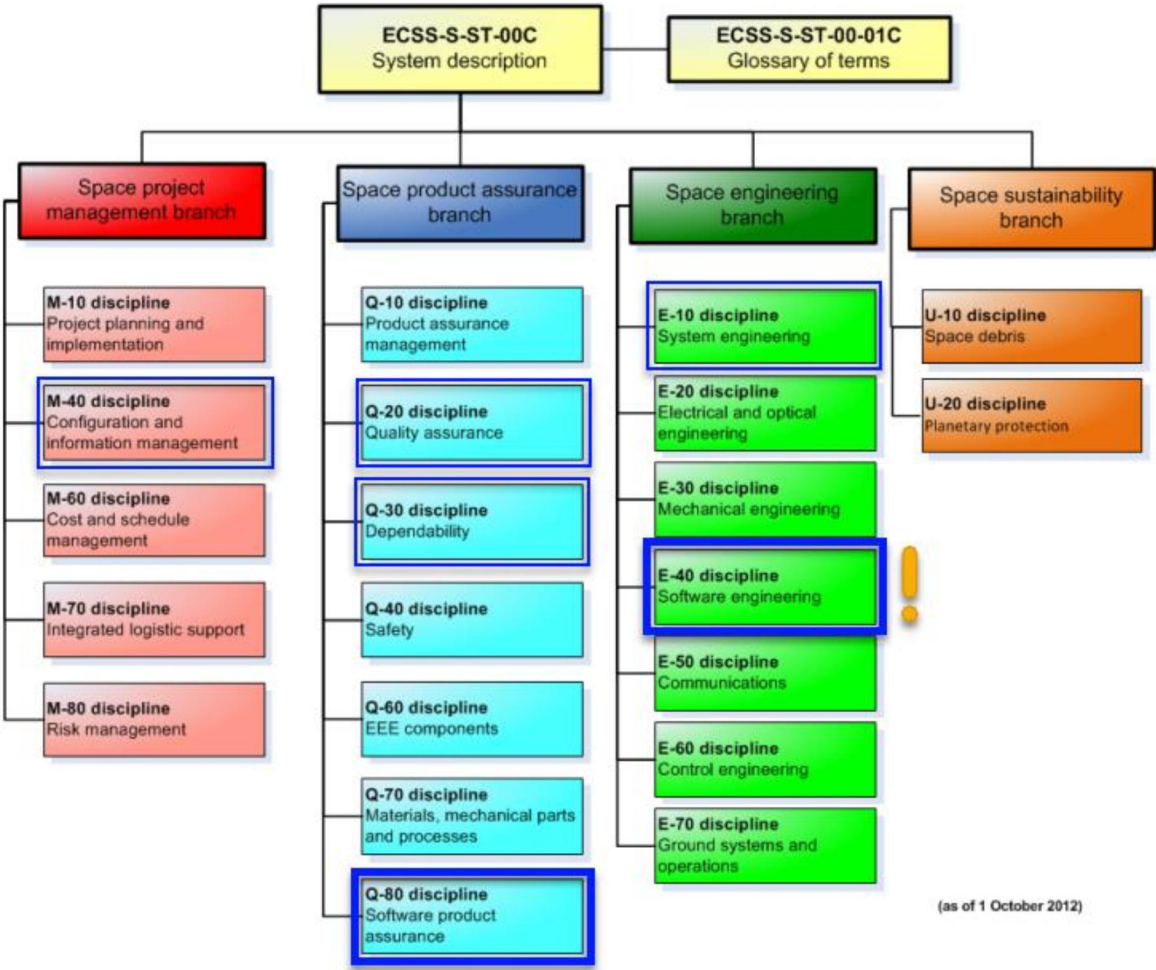 ECSS-S-ST-00C
System description
ECSS-S-ST-00-01C
Glossary of terms
Space project
management branch
M-10 discipline
Project planning and
implementation
M-40 discipline
Configuration and
information management
M-60 discipline
Cost and schedule
management
M-70 discipline
Integrated logistic support
M-80 discipline
Risk management
Space product assurance
branch
Q-10 discipline
Product assurance
management
Q-20 discipline
Quality assurance
Q-30 discipline
Dependability
Q-40 discipline
Safety
Q-60 discipline
EEE components
Q-70 discipline
Materials, mechanical parts
and processes
Q-80 discipline
Software product
assurance
Space engineering
branch
E-10 discipline
System engineering
E-20 discipline
Electrical and optical
engineering
E-30 discipline
Mechanical engineering
E-40 discipline
Software engineering
!
E-50 discipline
Communications
E-60 discipline
Control engineering
E-70 discipline
Ground systems and
operations
Space sustainability
branch
U-10 discipline
Space debris
U-20 discipline
Planetary protection
(as of 1 October 2012)